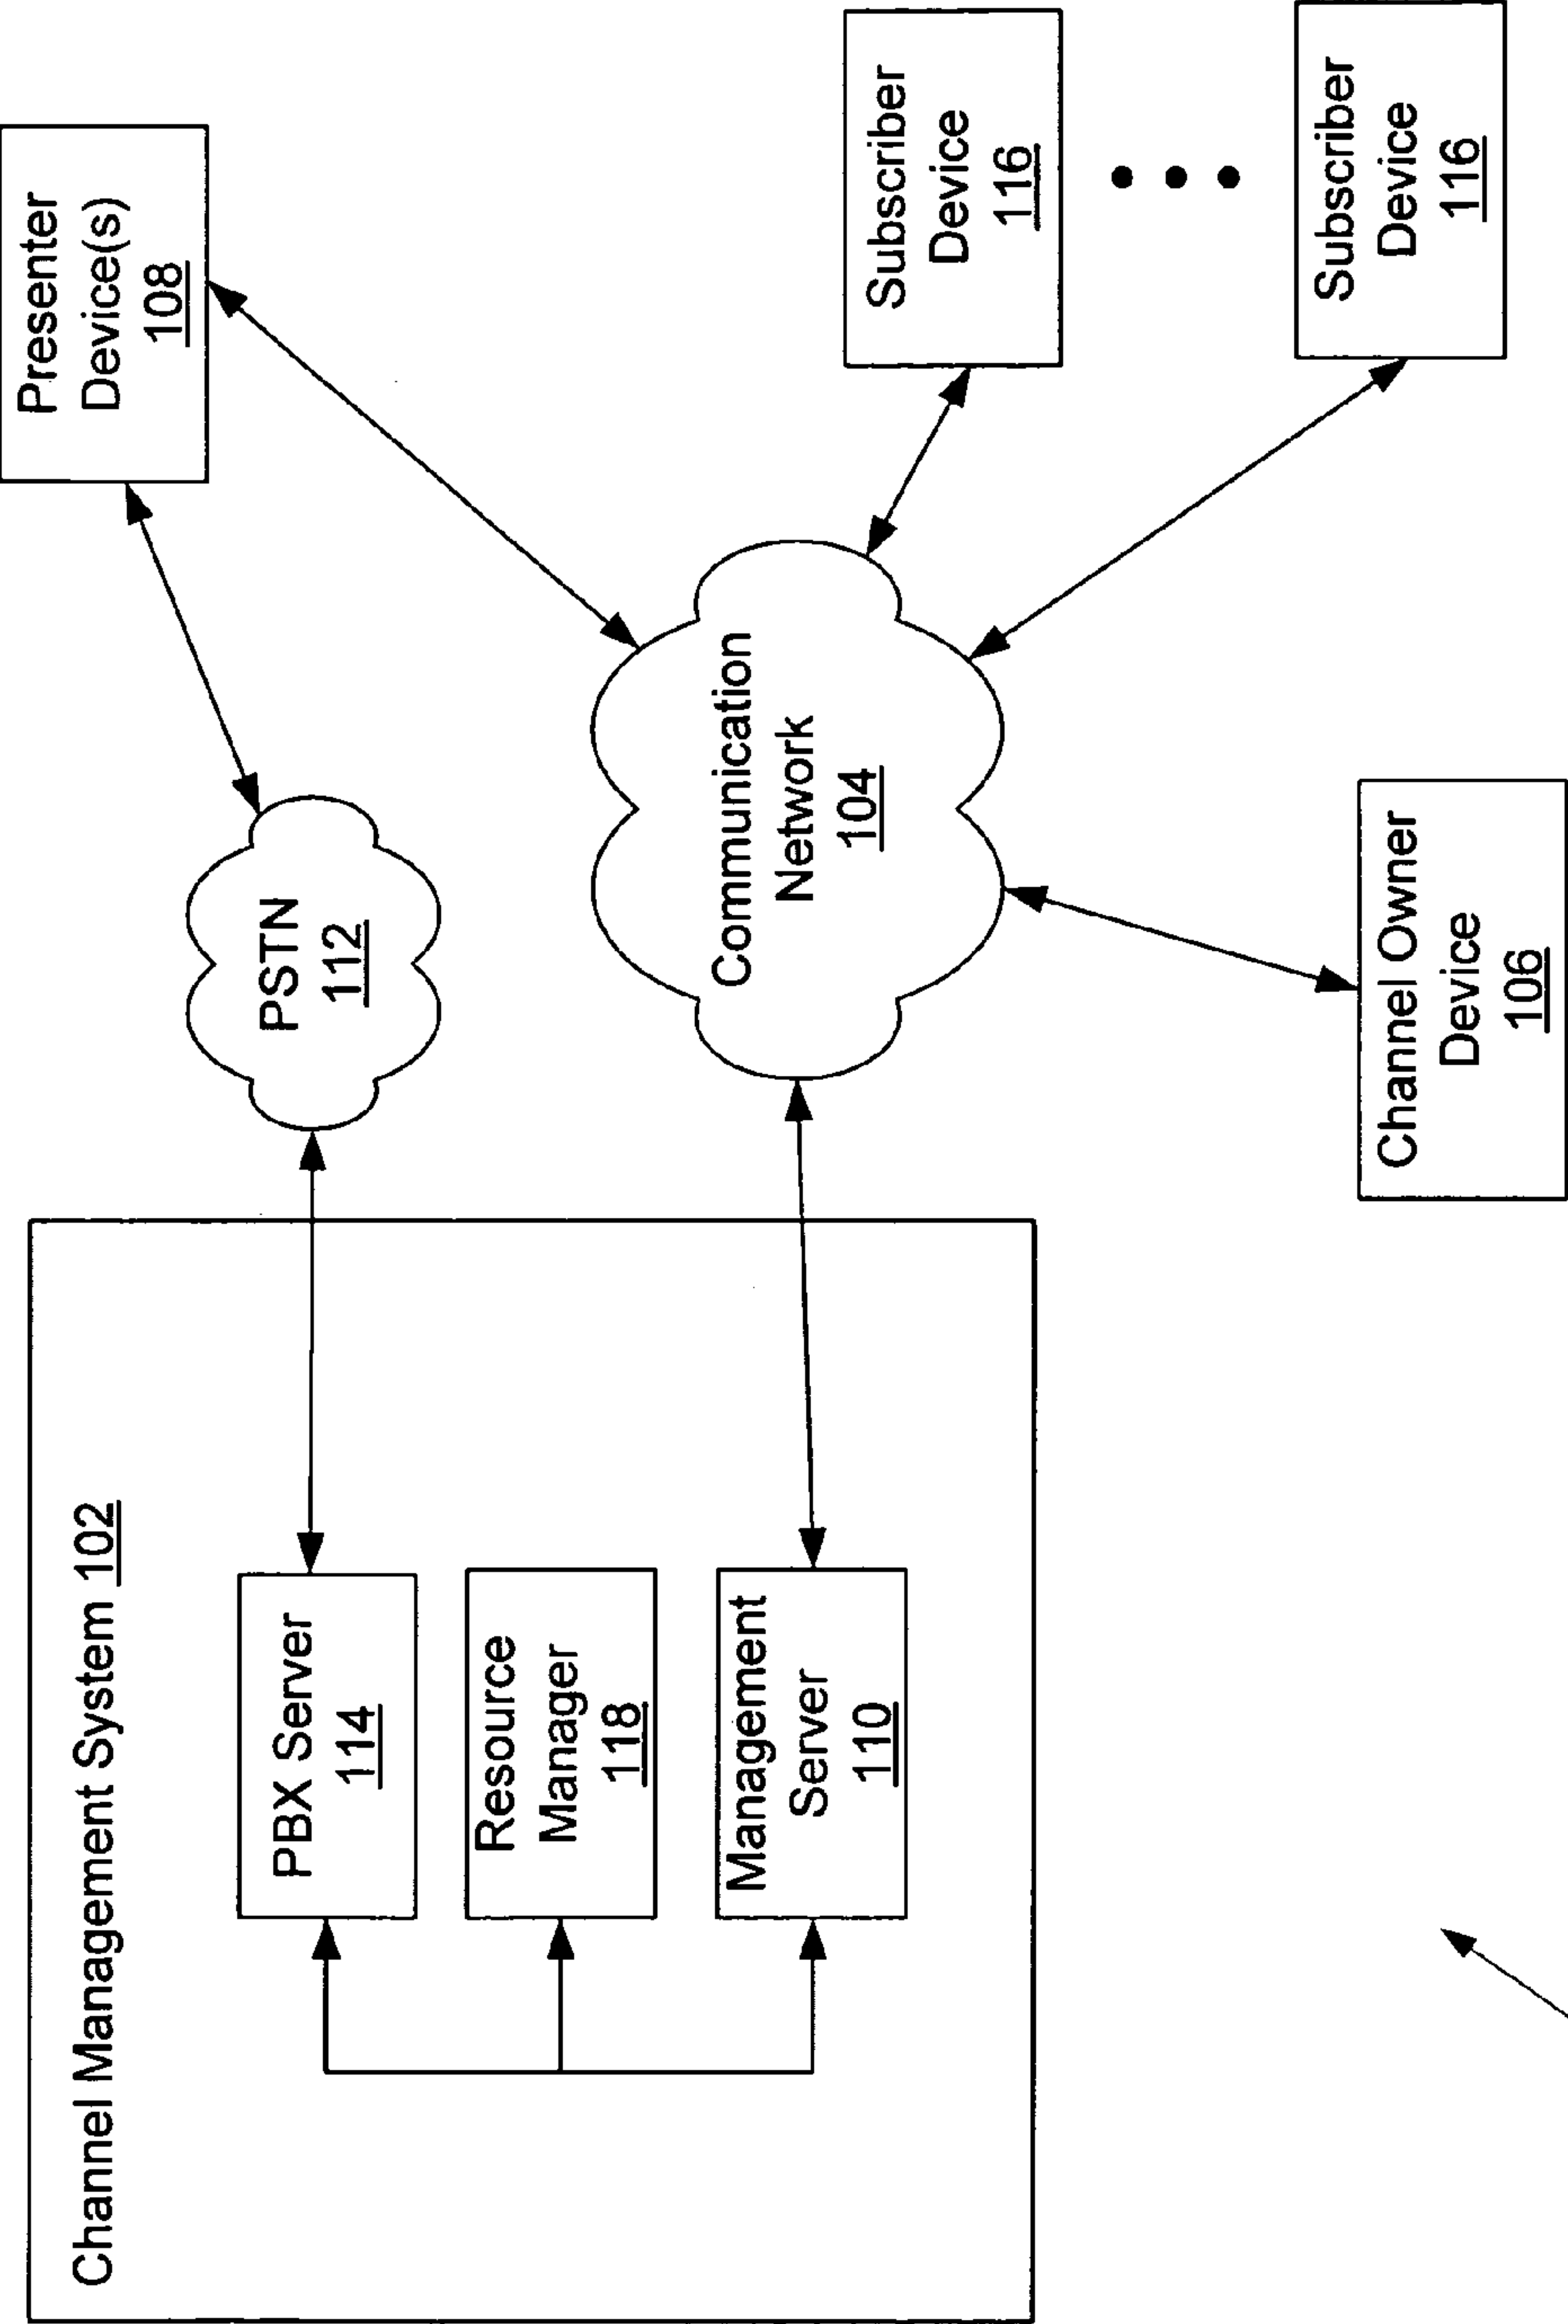 Channel Management System 102
PBX Server
114
Resource
Manager
118
Management
Server
110
PSTN
112
Communication
Network
104
Presenter
Device(s)
108
Subscriber
Device
116
Subscriber
Device
116
Channel Owner
Device
106